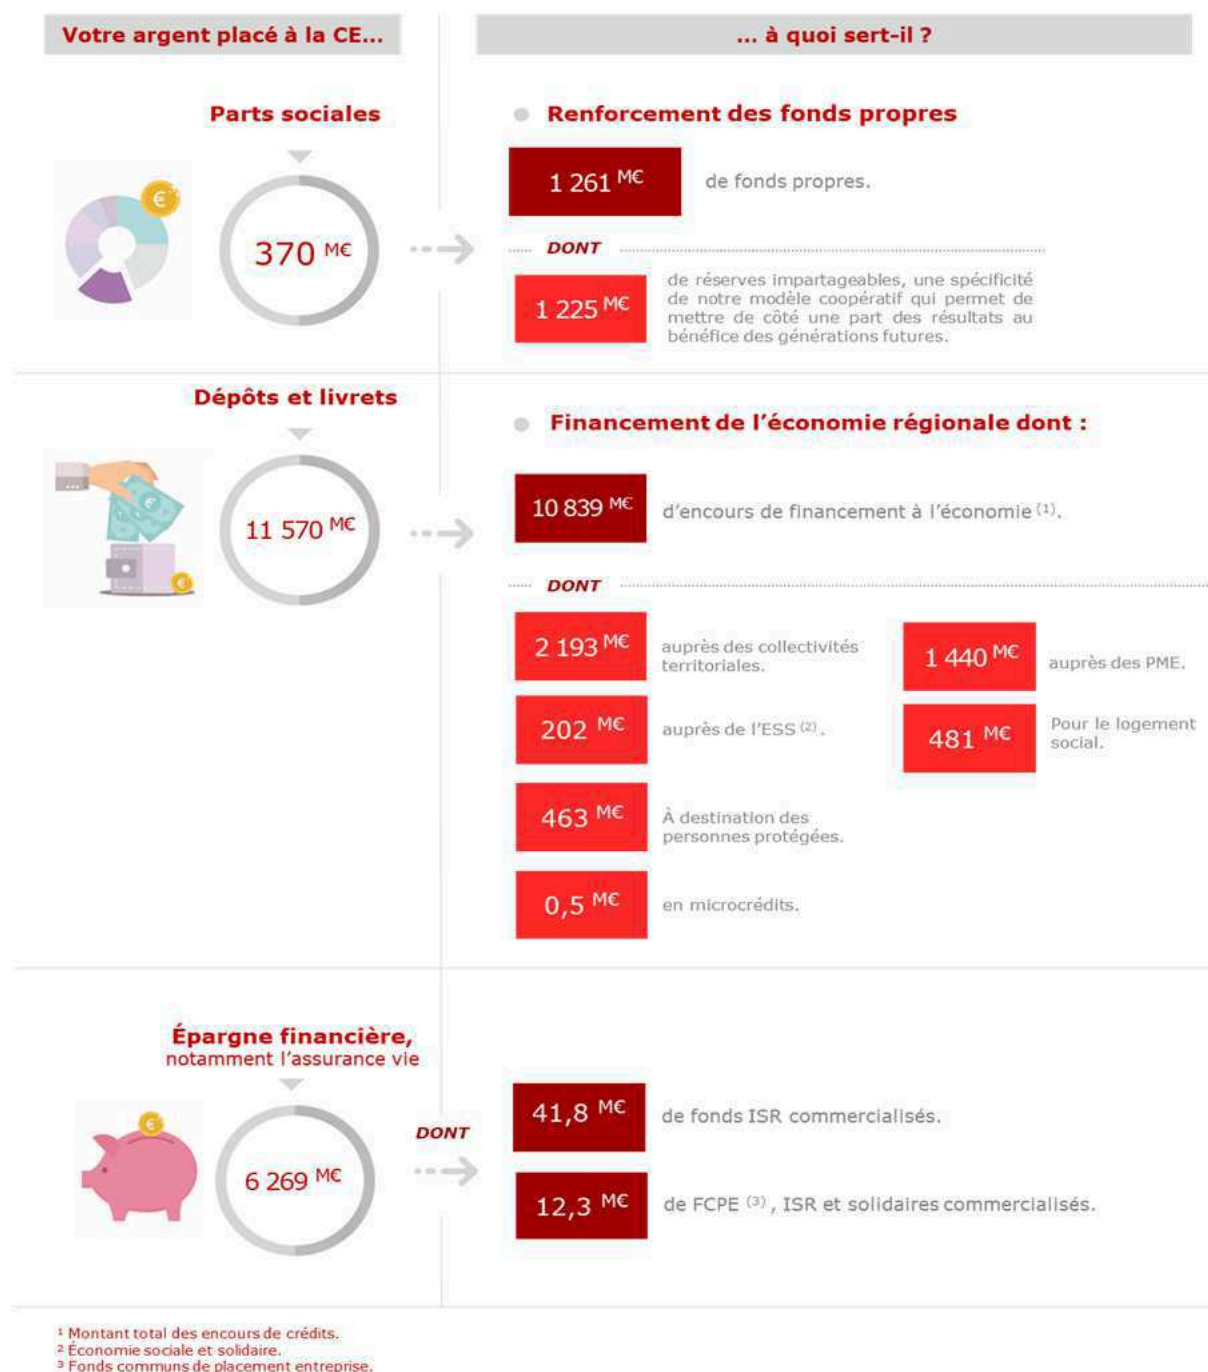 Votre argent placé à la CE...
... à quoi sert-il ?
Parts sociales
370 M€
Renforcement des fonds propres
1 261 M€
de fonds propres.
DONT
1 225 M€
de réserves impartageables, une spécificité
de notre modèle coopératif qui permet de
mettre de côté une part des résultats au
bénéfice des générations futures.
Dépôts et livrets
11 570 M€
Financement de l'économie régionale dont :
10 839 M€
d'encours de financement à l'économie (1).
DONT
2 193 M€
auprès des collectivités
territoriales.
1 440 M€
auprès des PME.
202 M€
auprès de l'ESS (2).
481 M€
Pour le logement
social.
463 M€
À destination des
personnes protégées.
0,5 M€
en microcrédits.
Épargne financière,
notamment l'assurance vie
6 269 M€
DONT
41,8 M€
de fonds ISR commercialisés.
12,3 M€
de FCPE (3), ISR et solidaires commercialisés.
1 Montant total des encours de crédits.
2 Économie sociale et solidaire.
3 Fonds communs de placement entreprise.